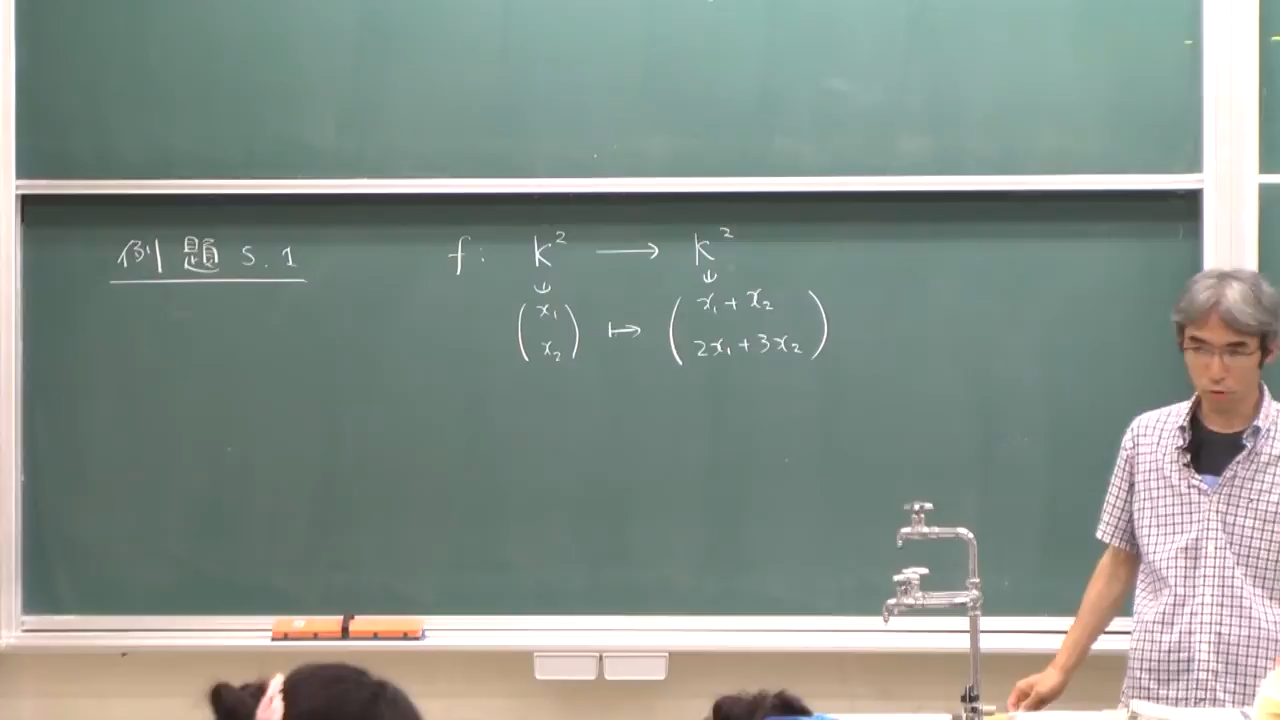 例題 5.1 f: K² ⟶ K²
(x₁ x₂) ↦ (x₁+x₂ 2x₁+3x₂)